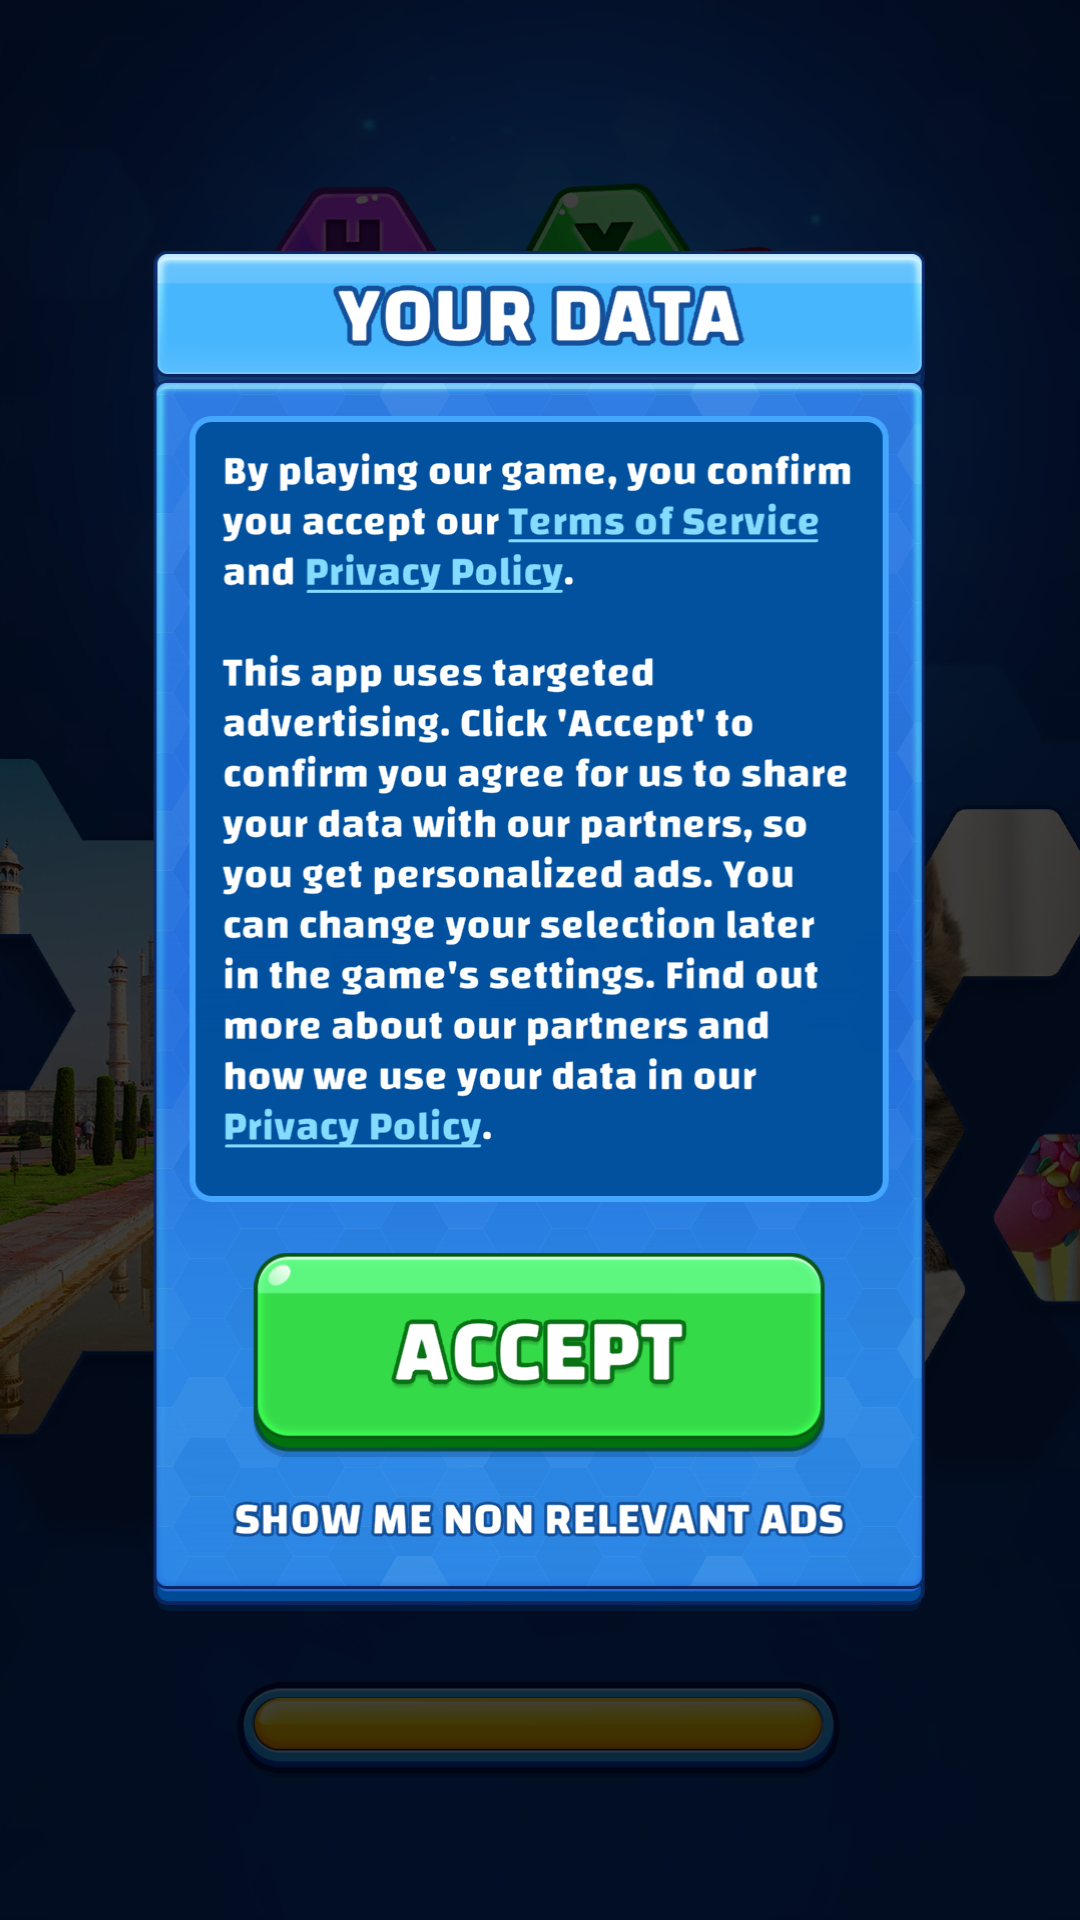 YOUR DATA
By playing our game, you confirm
you accept our Terms of Service
and Privacy Policy.
This app uses targeted
advertising. Click 'Accept' to
confirm you agree for us to share
your data with our partners, so
you get personalized ads. You
can change your selection later
in the game's settings. Find out
more about our partners and
how we use your data in our
Privacy Policy.
ACCEPT
SHOW ME NON RELEVANT ADS